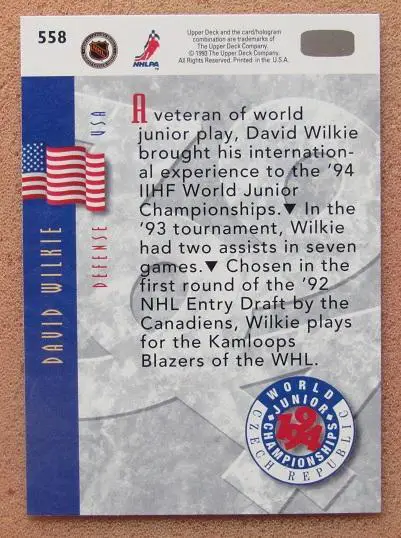 558
NHL
NHLPA
Upper Deck and the card/hologram
combination are trademarks of
The Upper Deck Company.
© 1993 The Upper Deck Company.
All Rights Reserved. Printed in the U.S.A.
DAVID WILKIE
DEFENSE USA
A veteran of world
junior play, David Wilkie
brought his internation-
al experience to the '94
IIHF World Junior
Championships.▼ In the
'93 tournament, Wilkie
had two assists in seven
games.▼ Chosen in the
first round of the '92
NHL Entry Draft by the
Canadiens, Wilkie plays
for the Kamloops
Blazers of the WHL.
WORLD
JUNIOR
1994
CHAMPIONSHIPS
CZECH REPUBLIC